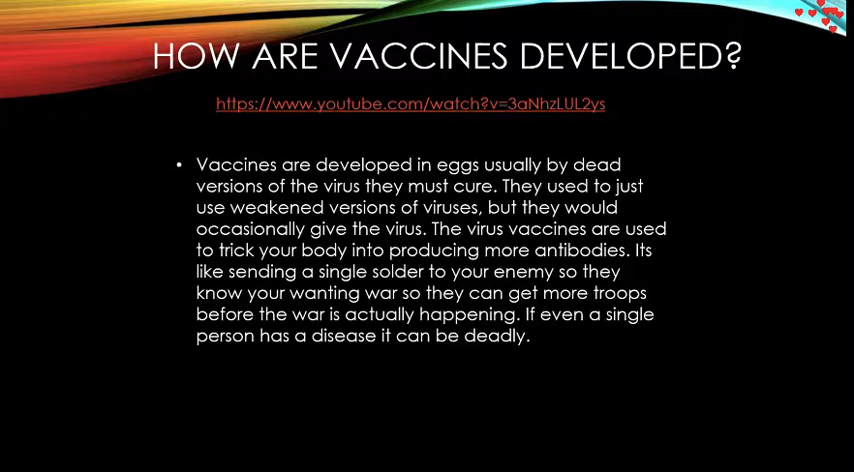 HOW ARE VACCINES DEVELOPED?
https://www.youtube.com/watch?v=3aNhzLUL2ys
• Vaccines are developed in eggs usually by dead
versions of the virus they must cure. They used to just
use weakened versions of viruses, but they would
occasionally give the virus. The virus vaccines are used
to trick your body into producing more antibodies. Its
like sending a single solder to your enemy so they
know your wanting war so they can get more troops
before the war is actually happening. If even a single
person has a disease it can be deadly.